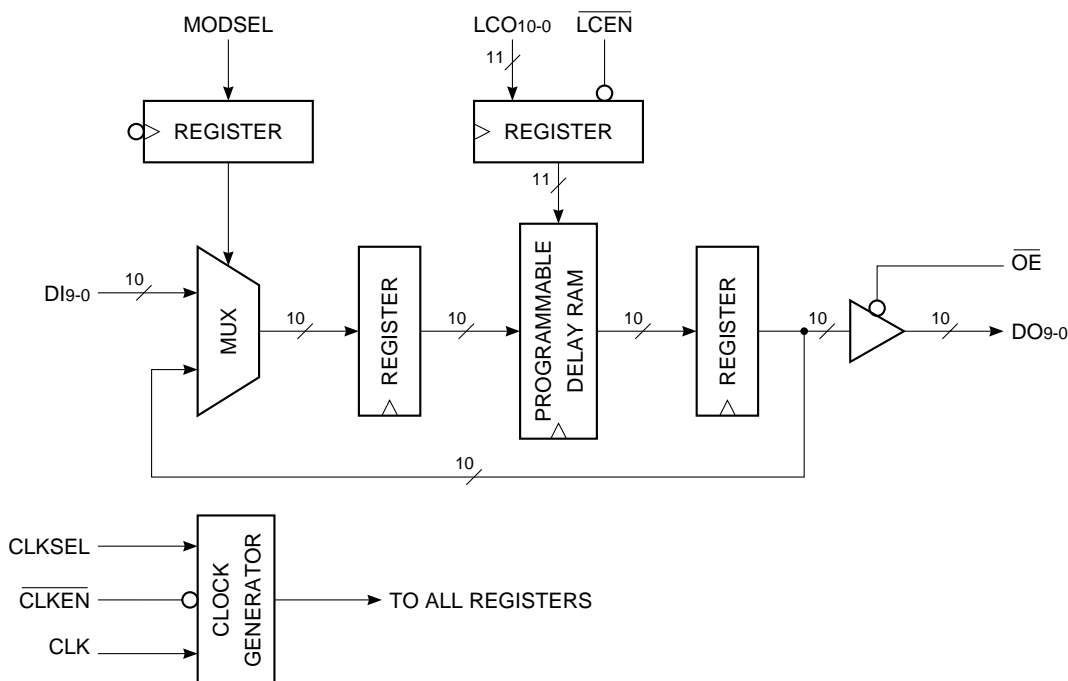 MODSEL
LCO10-0
LCEN
11
REGISTER
REGISTER
11
DI9-0
10
MUX
10
REGISTER
10
PROGRAMMABLE
DELAY RAM
10
REGISTER
10
OE
10
DO9-0
10
CLKSEL
CLKEN
CLK
CLOCK
GENERATOR
TO ALL REGISTERS